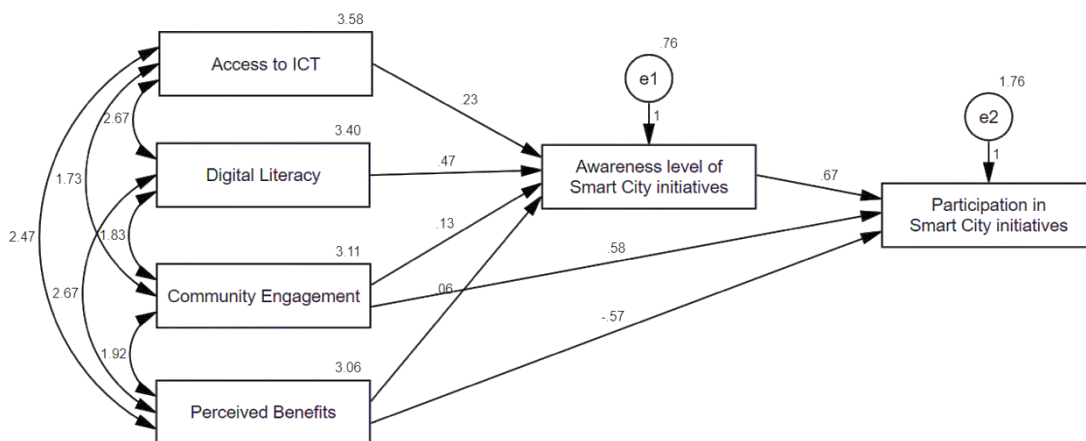 3.58
Access to ICT
.76
e1
1
1.76
e2
1
.23
2.67
3.40
Digital Literacy
.47
Awareness level of
Smart City initiatives
.67
Participation in
Smart City initiatives
1.73
.13
2.47
1.83
3.11
.58
2.67
Community Engagement
.06
-.57
1.92
3.06
Perceived Benefits